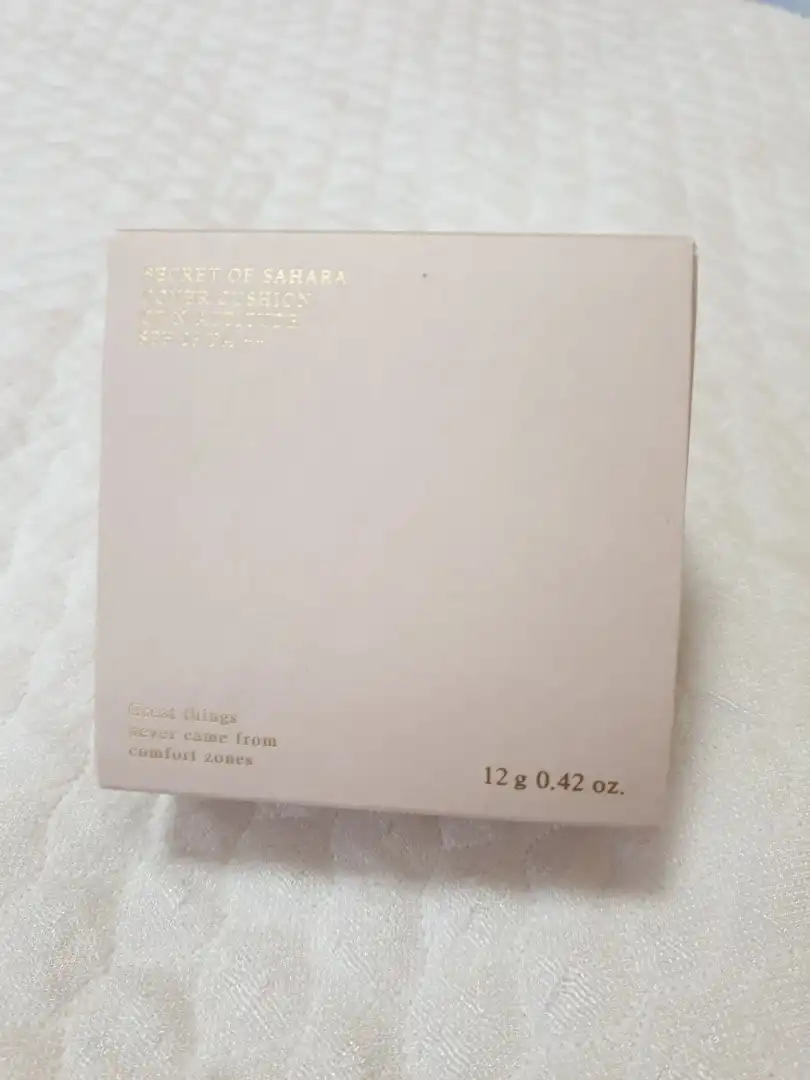 SECRET OF SAHARA
COVER CUSHION
Great things
never came from
comfort zones
12 g 0.42 oz.